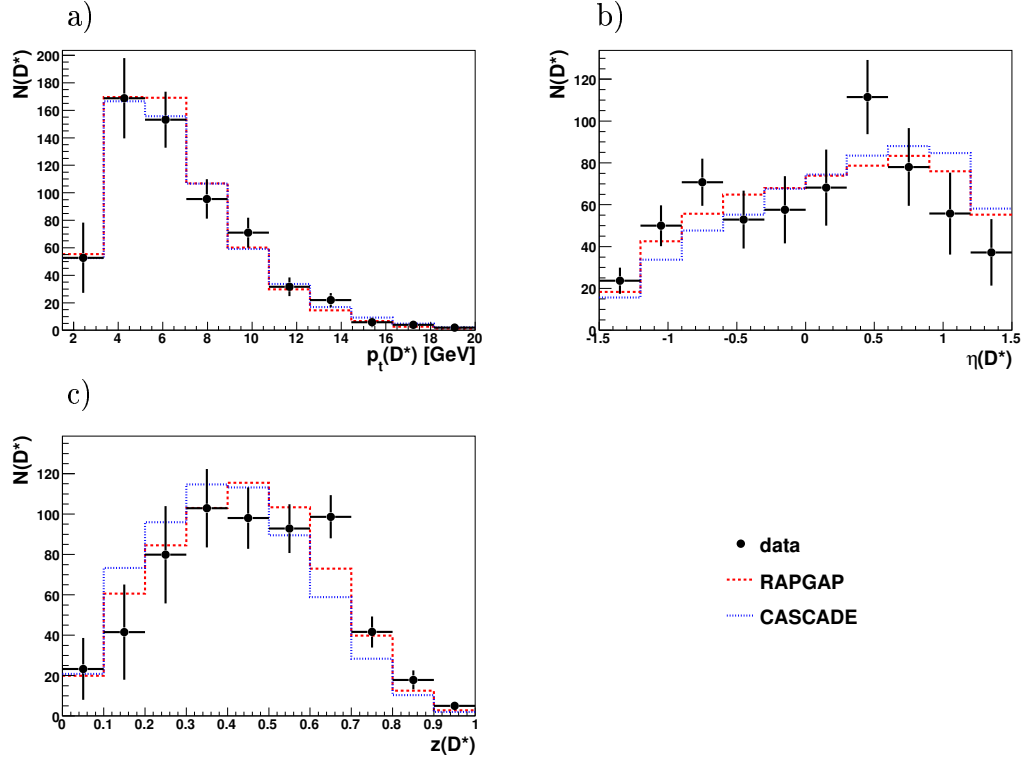 a)
N(D*)
200
180
160
140
120
100
80
60
40
20
0
2 4 6 8 10 12 14 16 18 20
p_t(D*) [GeV]
b)
N(D*)
120
100
80
60
40
20
0
-1.5 -1 -0.5 0 0.5 1 1.5
η(D*)
c)
N(D*)
120
100
80
60
40
20
0
0 0.1 0.2 0.3 0.4 0.5 0.6 0.7 0.8 0.9 1
z(D*)
data
RAPGAP
CASCADE